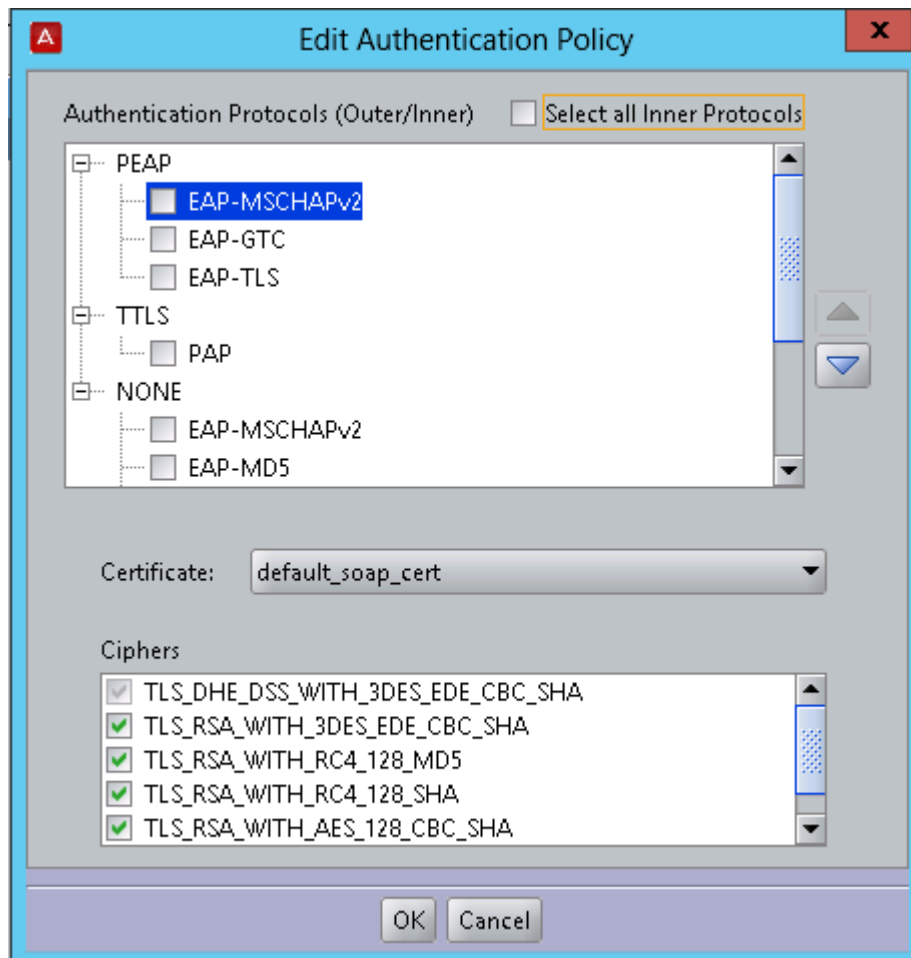 A Edit Authentication Policy x
Authentication Protocols (Outer/Inner) Select all Inner Protocols
PEAP
EAP-MSCHAPv2
EAP-GTC
EAP-TLS
TTLS
PAP
NONE
EAP-MSCHAPv2
EAP-MD5
Certificate: default_soap_cert
Ciphers
TLS_DHE_DSS_WITH_3DES_EDE_CBC_SHA
TLS_RSA_WITH_3DES_EDE_CBC_SHA
TLS_RSA_WITH_RC4_128_MD5
TLS_RSA_WITH_RC4_128_SHA
TLS_RSA_WITH_AES_128_CBC_SHA
OK Cancel